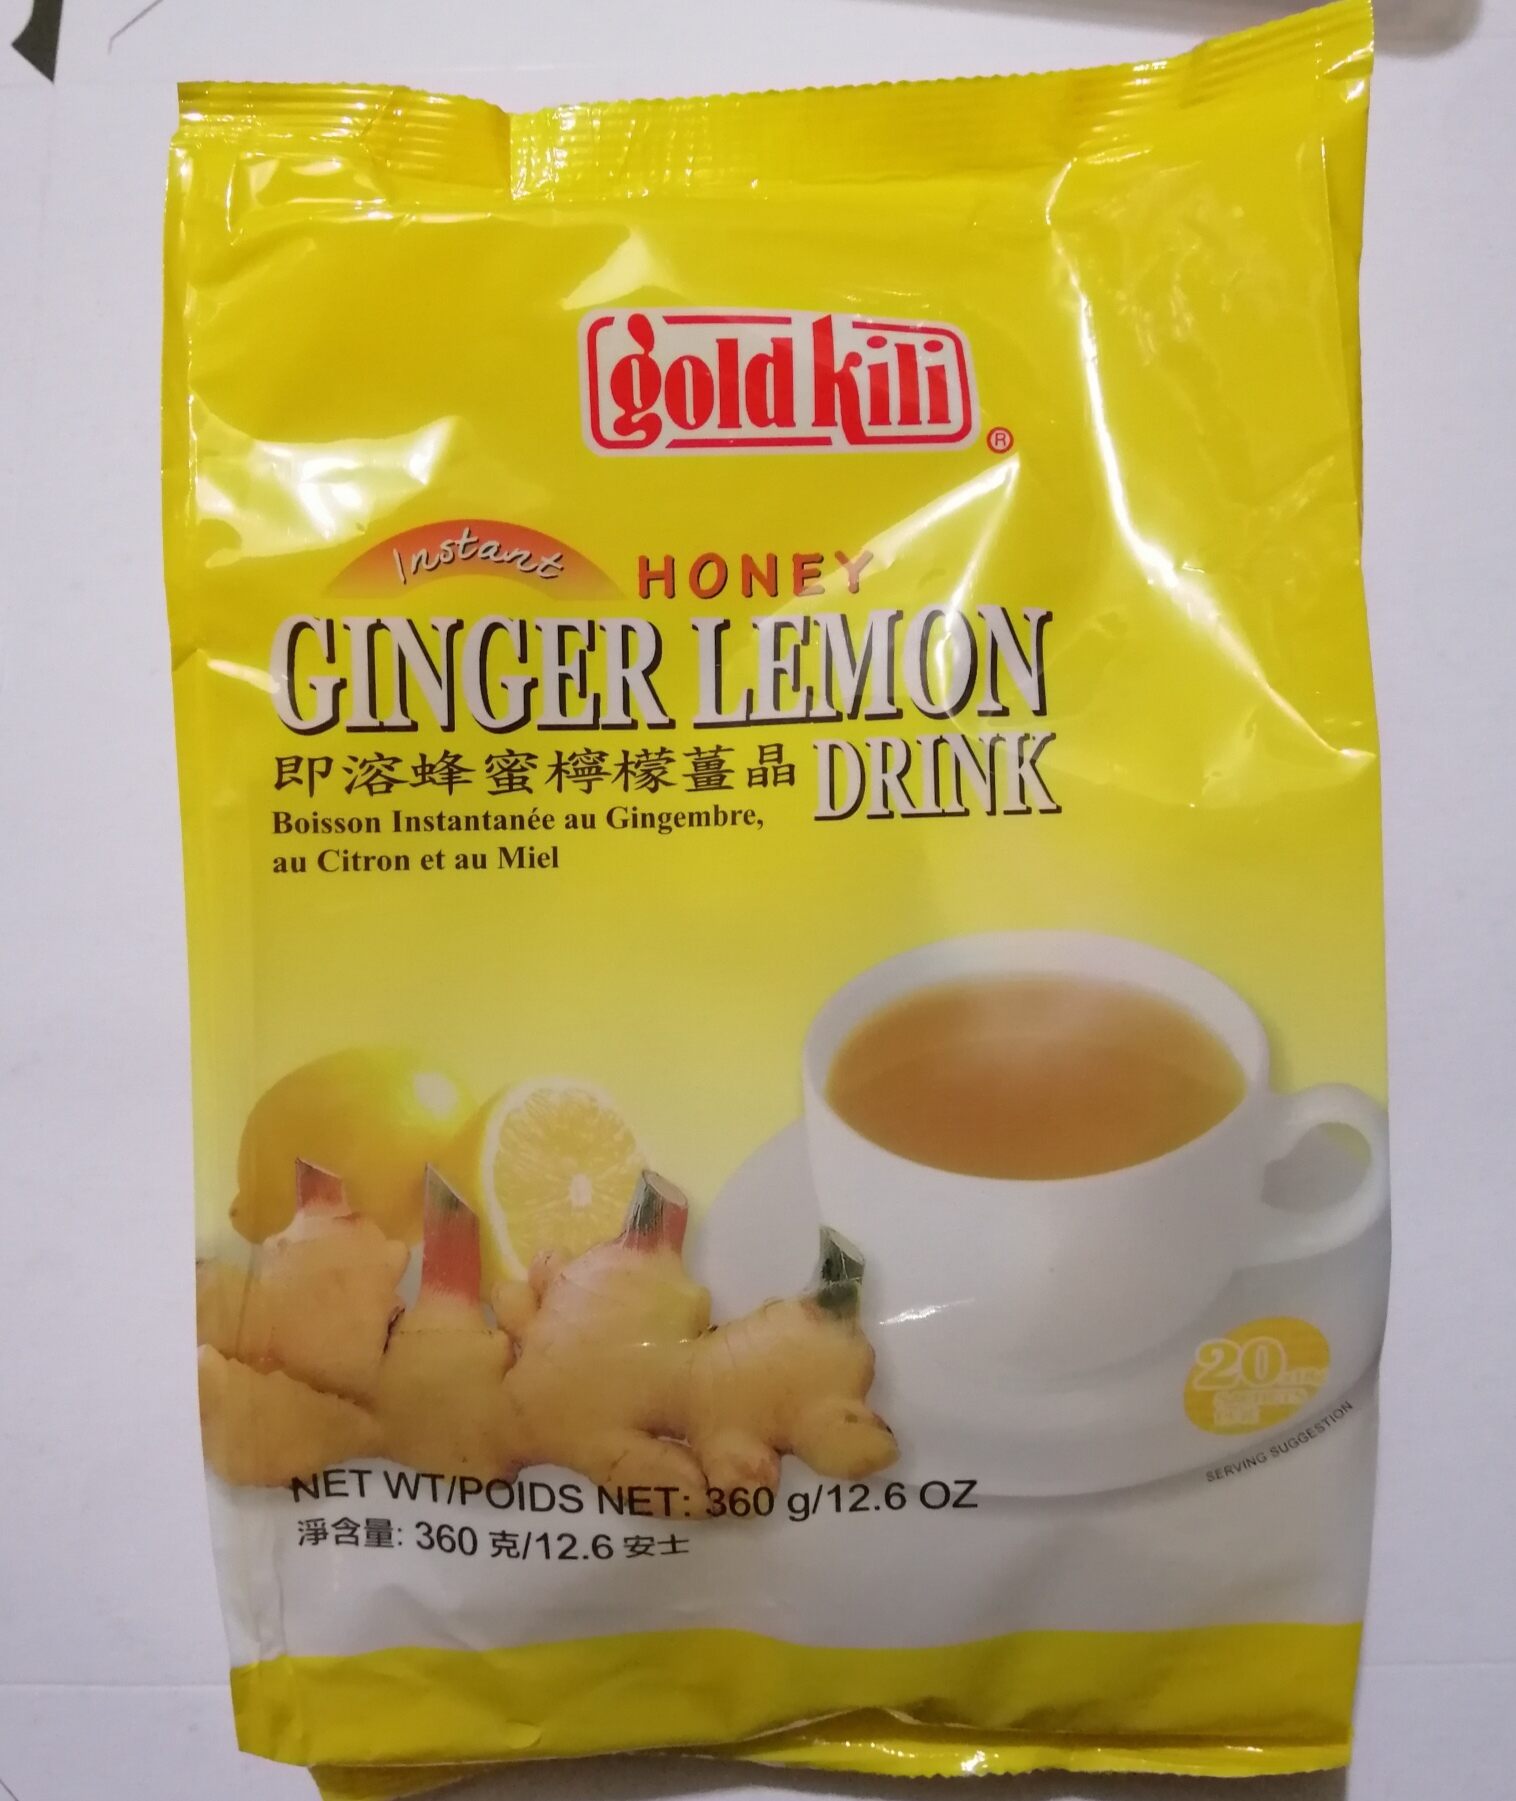 gold kili ®
Instant
HONEY
GINGER LEMON
DRINK
即溶蜂蜜檸檬薑晶
Boisson Instantanée au Gingembre,
au Citron et au Miel
20
SERVING SUGGESTION
NET WT/POIDS NET: 360 g/12.6 OZ
淨含量: 360 克/12.6 安士